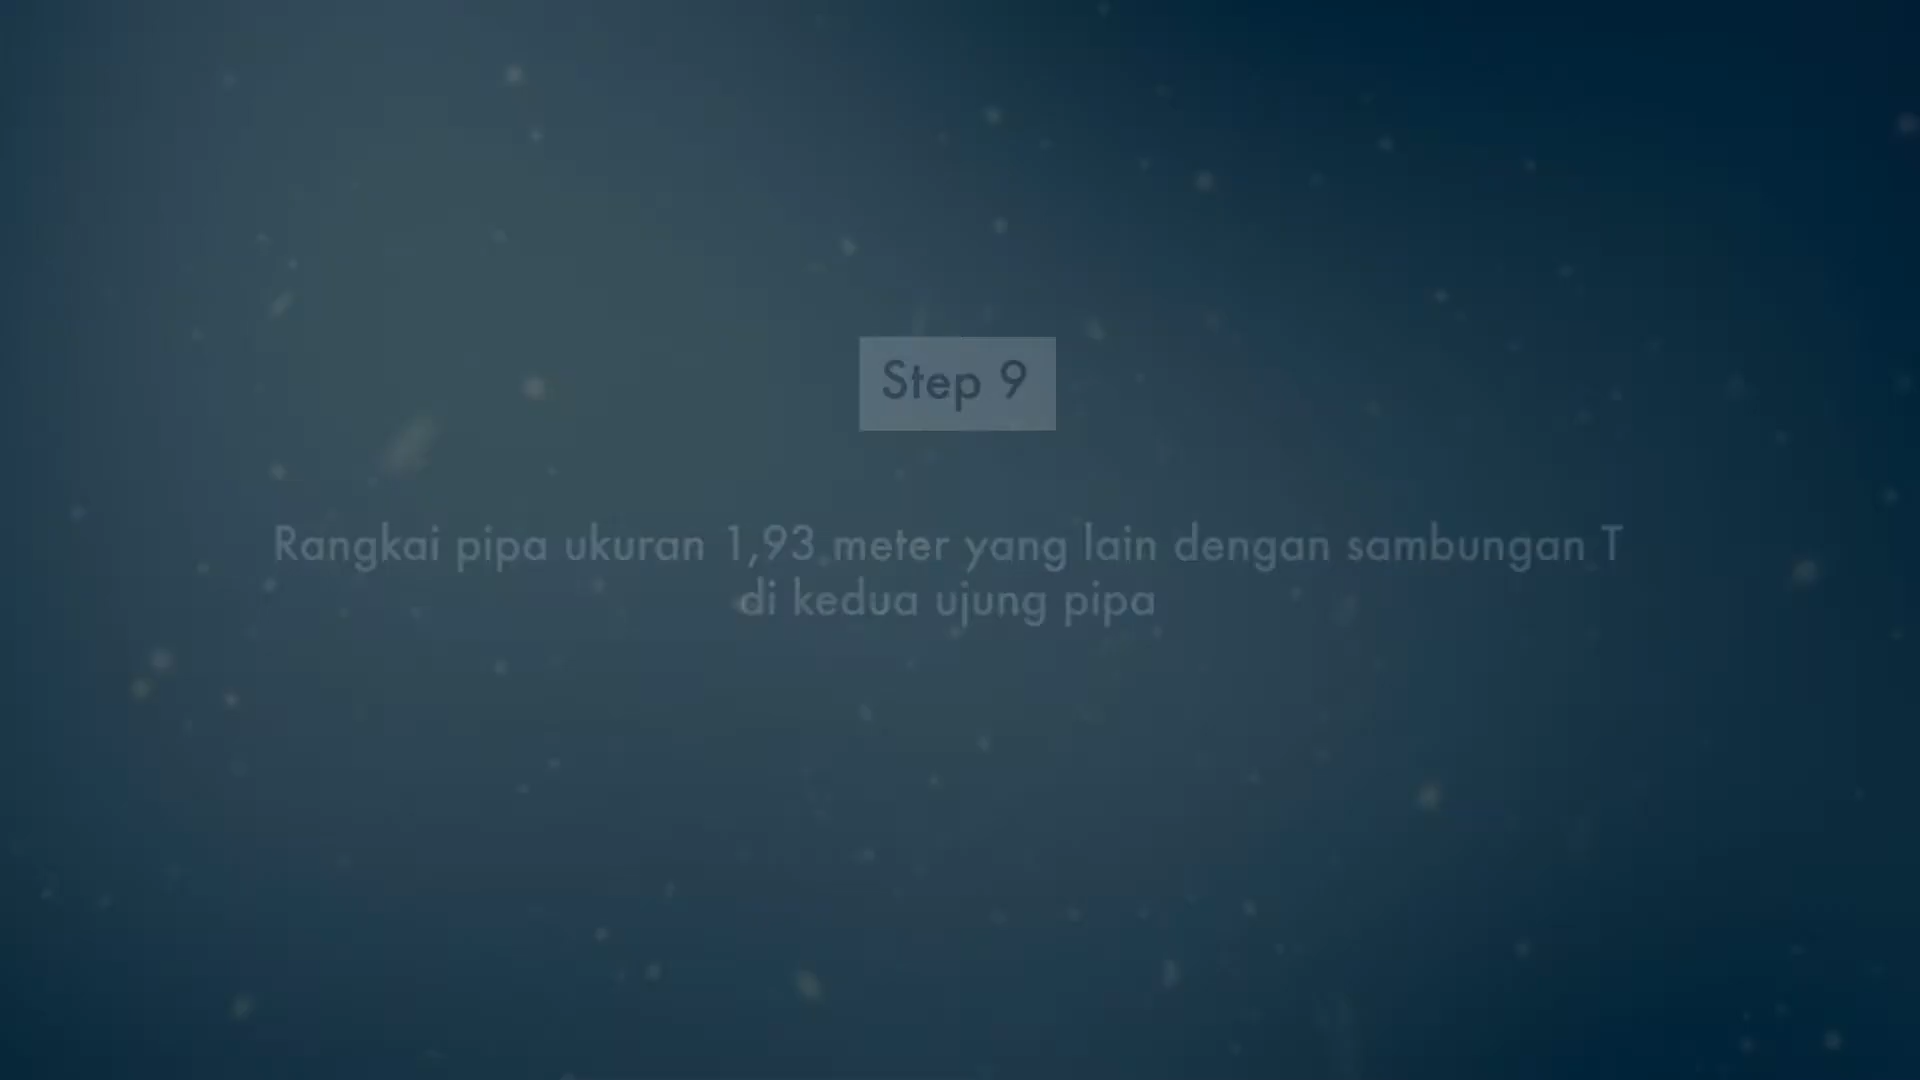 Step 9
Rangkai pipa ukuran 1,93 meter yang lain dengan sambungan T
di kedua ujung pipa